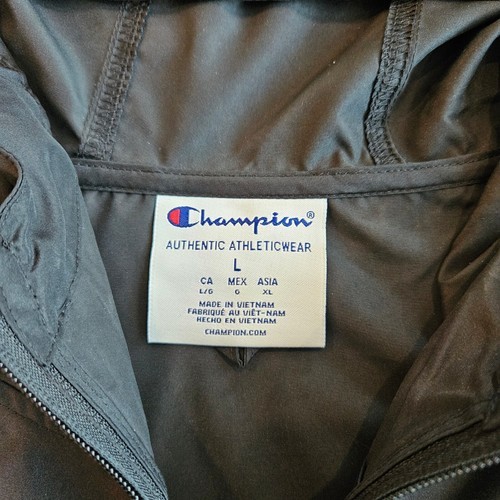 Champion®
AUTHENTIC ATHLETICWEAR
L
CA MEX ASIA
L/G G XL
MADE IN VIETNAM
FABRIQUÉ AU VIÊT-NAM
HECHO EN VIETNAM
CHAMPION.COM